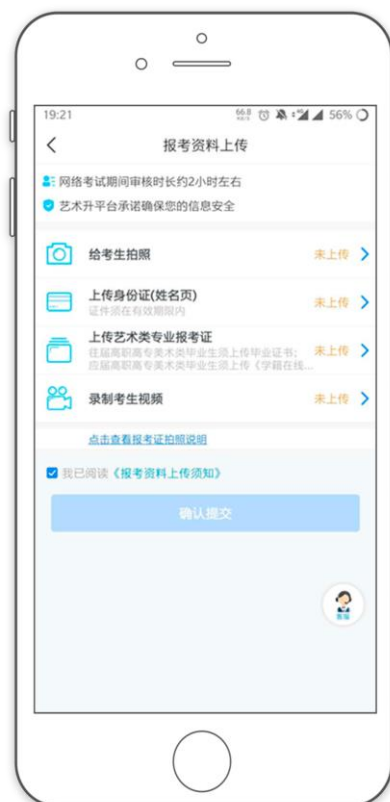 19:21
66.8
56%
报考资料上传
网络考试期间审核时长约2小时左右
艺术升平台承诺确保您的信息安全
给考生拍照 未上传
上传身份证(姓名页) 未上传
证件须在有效期限内
上传艺术类专业报考证 未上传
往届高职高专美术类毕业生须上传毕业证书;
应届高职高专美术类毕业生须上传《学籍在线...
录制考生视频 未上传
点击查看报考证拍照说明
我已阅读《报考资料上传须知》
确认提交
客服